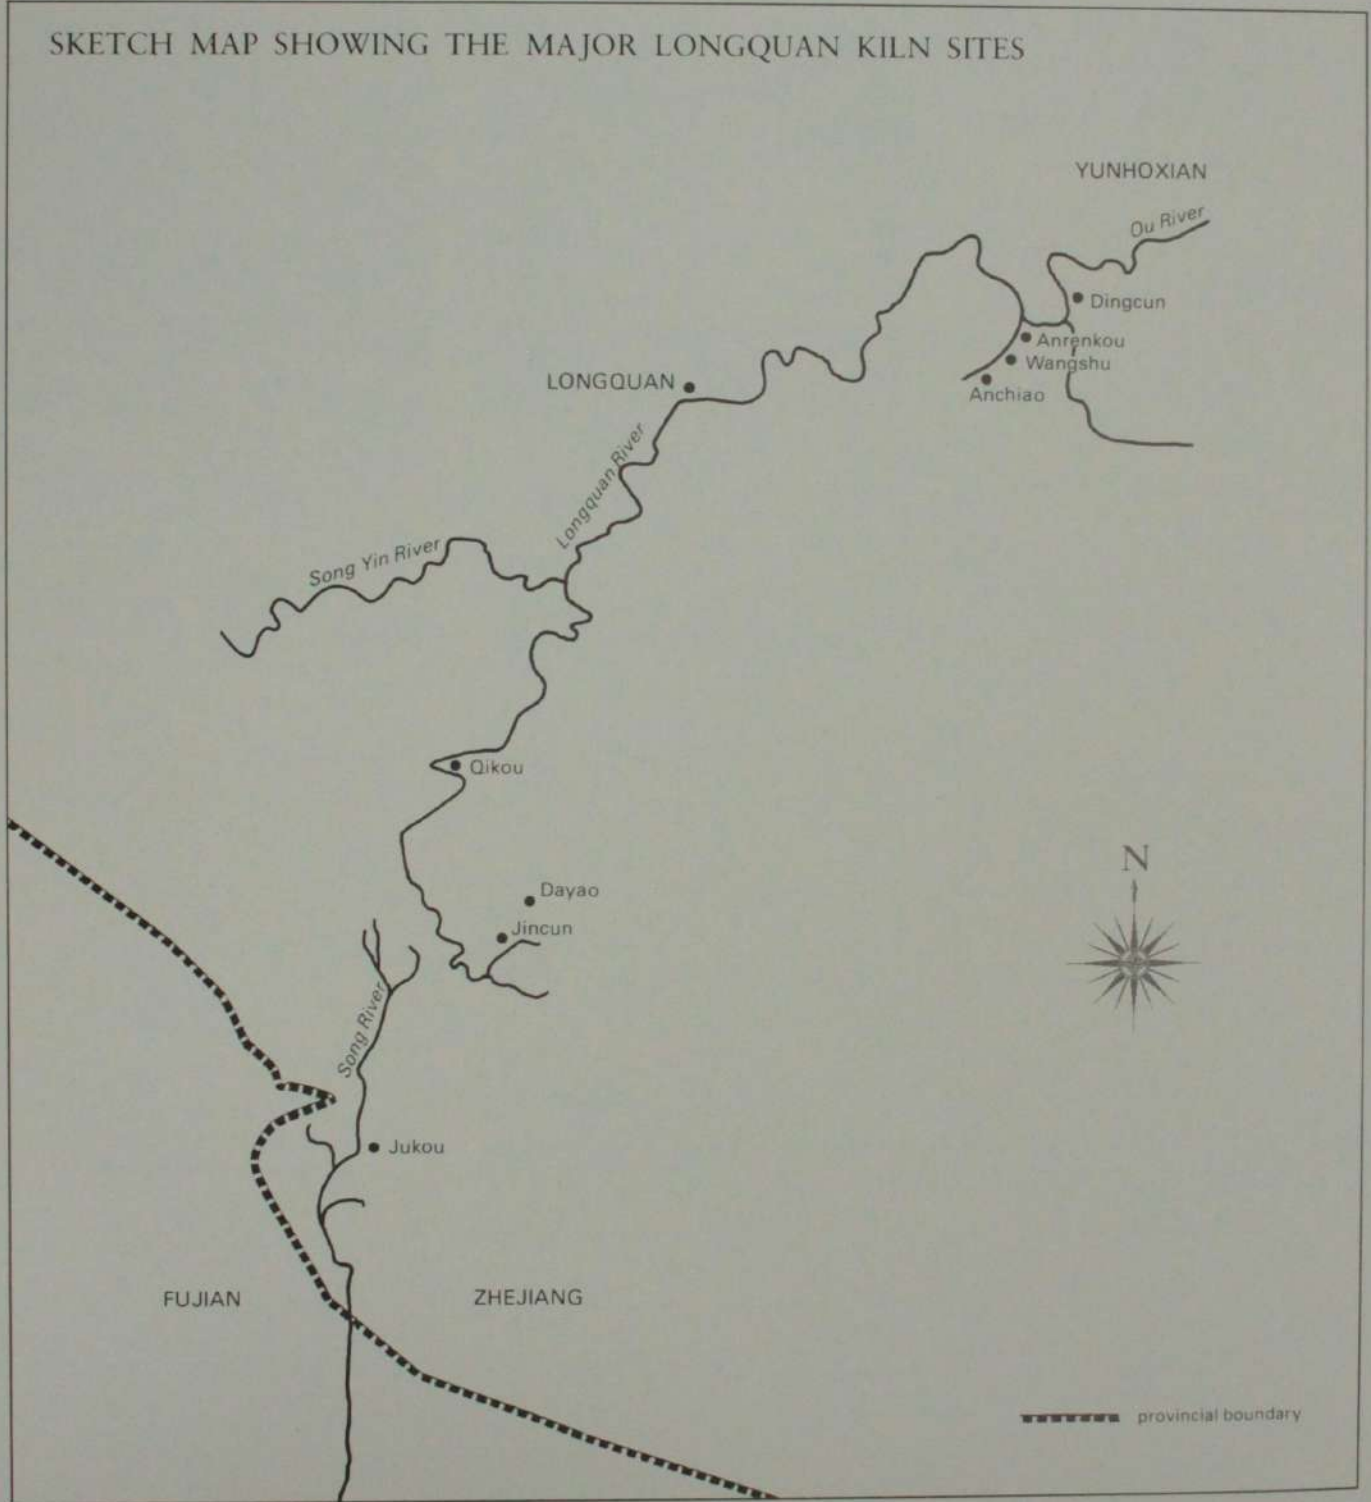 SKETCH MAP SHOWING THE MAJOR LONGQUAN KILN SITES
YUNHOXIAN
Ou River
Dingcun
Anrenkou
Wangshu
Anchiao
LONGQUAN
Longquan River
Song Yin River
Qikou
Dayao
Jincun
N
Song River
Jukou
FUJIAN
ZHEJIANG
provincial boundary